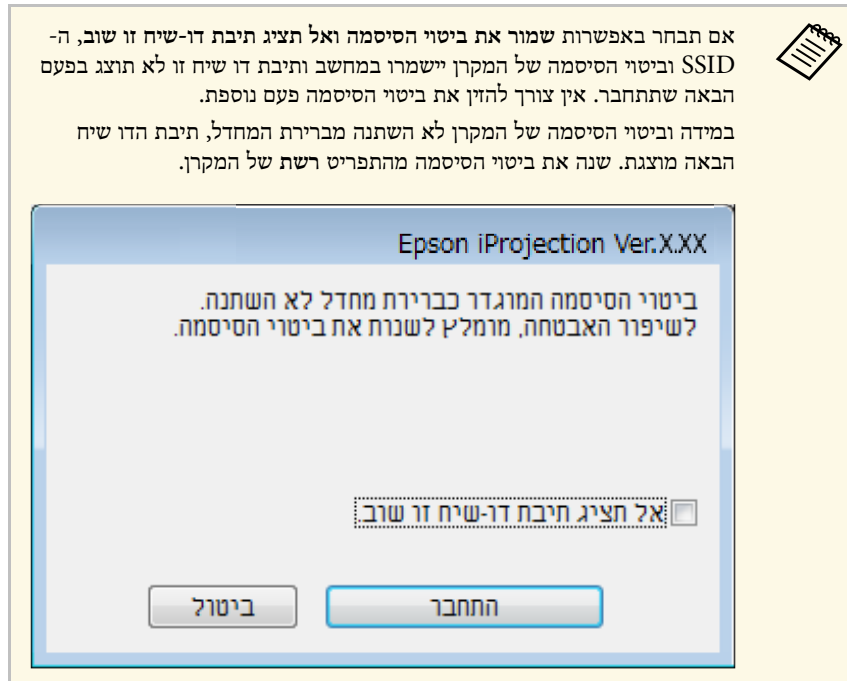 אם תבחר באפשרות שמור את ביטוי הסיסמה ואל תציג תיבת דו-שיח זו שוב, ה-
SSID וביטוי הסיסמה של המקרן יישמרו במחשב ותיבת דו שיח זו לא תוצג בפעם
הבאה שתתחבר. אין צורך להזין את ביטוי הסיסמה פעם נוספת.
במידה וביטוי הסיסמה של המקרן לא השתנה מברירת המחדל, תיבת הדו שיח
הבאה מוצגת. שנה את ביטוי הסיסמה מהתפריט רשת של המקרן.
Epson iProjection Ver.X.XX
ביטוי הסיסמה המוגדר כברירת מחדל לא השתנה.
לשיפור האבטחה, מומלץ לשנות את ביטוי הסיסמה.
אל תציג תיבת דו-שיח זו שוב.
התחבר
ביטול